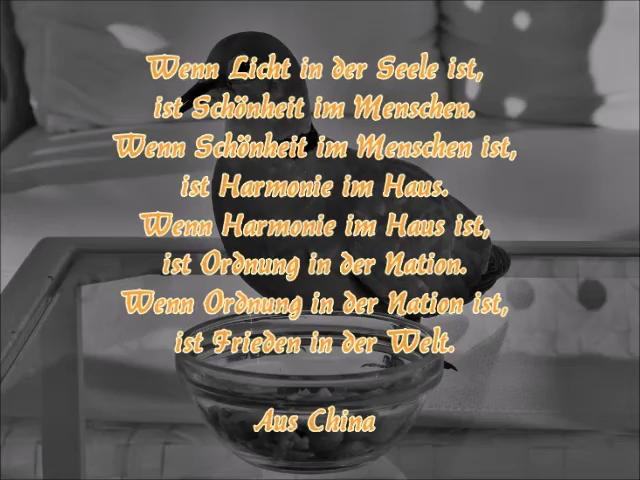 Wenn Licht in der Seele ist,
ist Schönheit im Menschen.
Wenn Schönheit im Menschen ist,
ist Harmonie im Haus.
Wenn Harmonie im Haus ist,
ist Ordnung in der Nation.
Wenn Ordnung in der Nation ist,
ist Frieden in der Welt.
Aus China